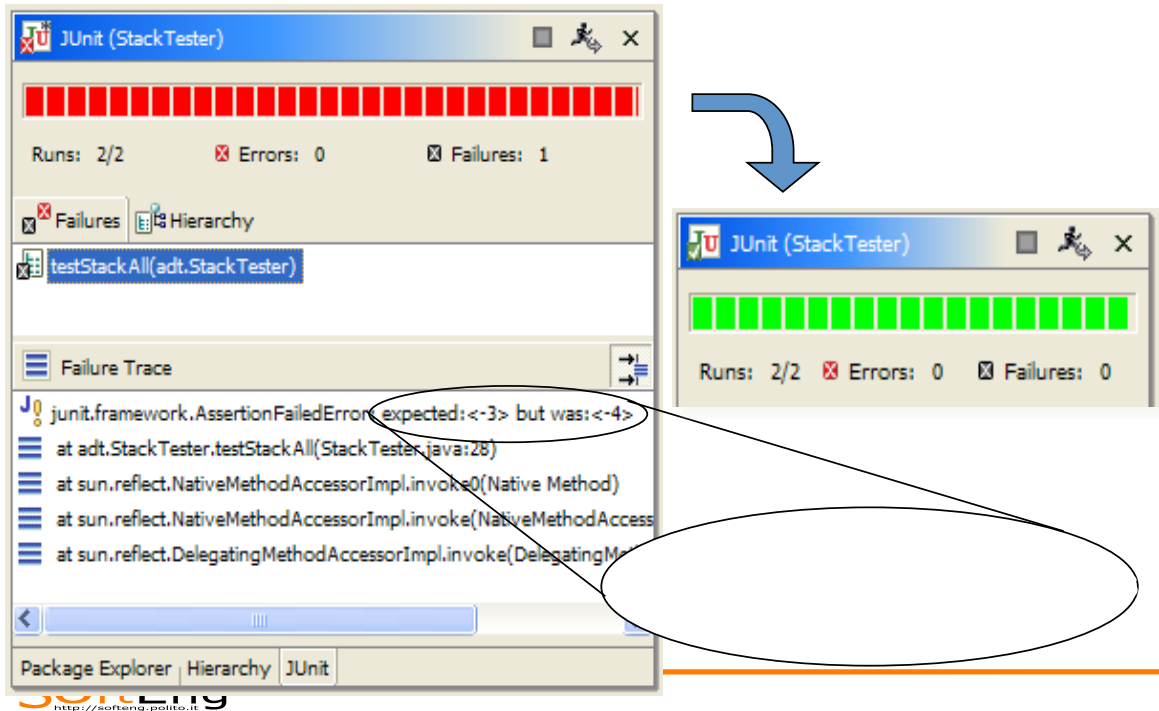 JUnit (StackTester)
Runs: 2/2 Errors: 0 Failures: 1
Failures Hierarchy
testStackAll(adt.StackTester)
Failure Trace
junit.framework.AssertionFailedError: expected:<-3> but was:<-4>
at adt.StackTester.testStackAll(StackTester.java:28)
at sun.reflect.NativeMethodAccessorImpl.invoke0(Native Method)
at sun.reflect.NativeMethodAccessorImpl.invoke(NativeMethodAccess
at sun.reflect.DelegatingMethodAccessorImpl.invoke(DelegatingMet
Package Explorer Hierarchy JUnit
JUnit (StackTester)
Runs: 2/2 Errors: 0 Failures: 0
SoftEng
http://softeng.polito.it